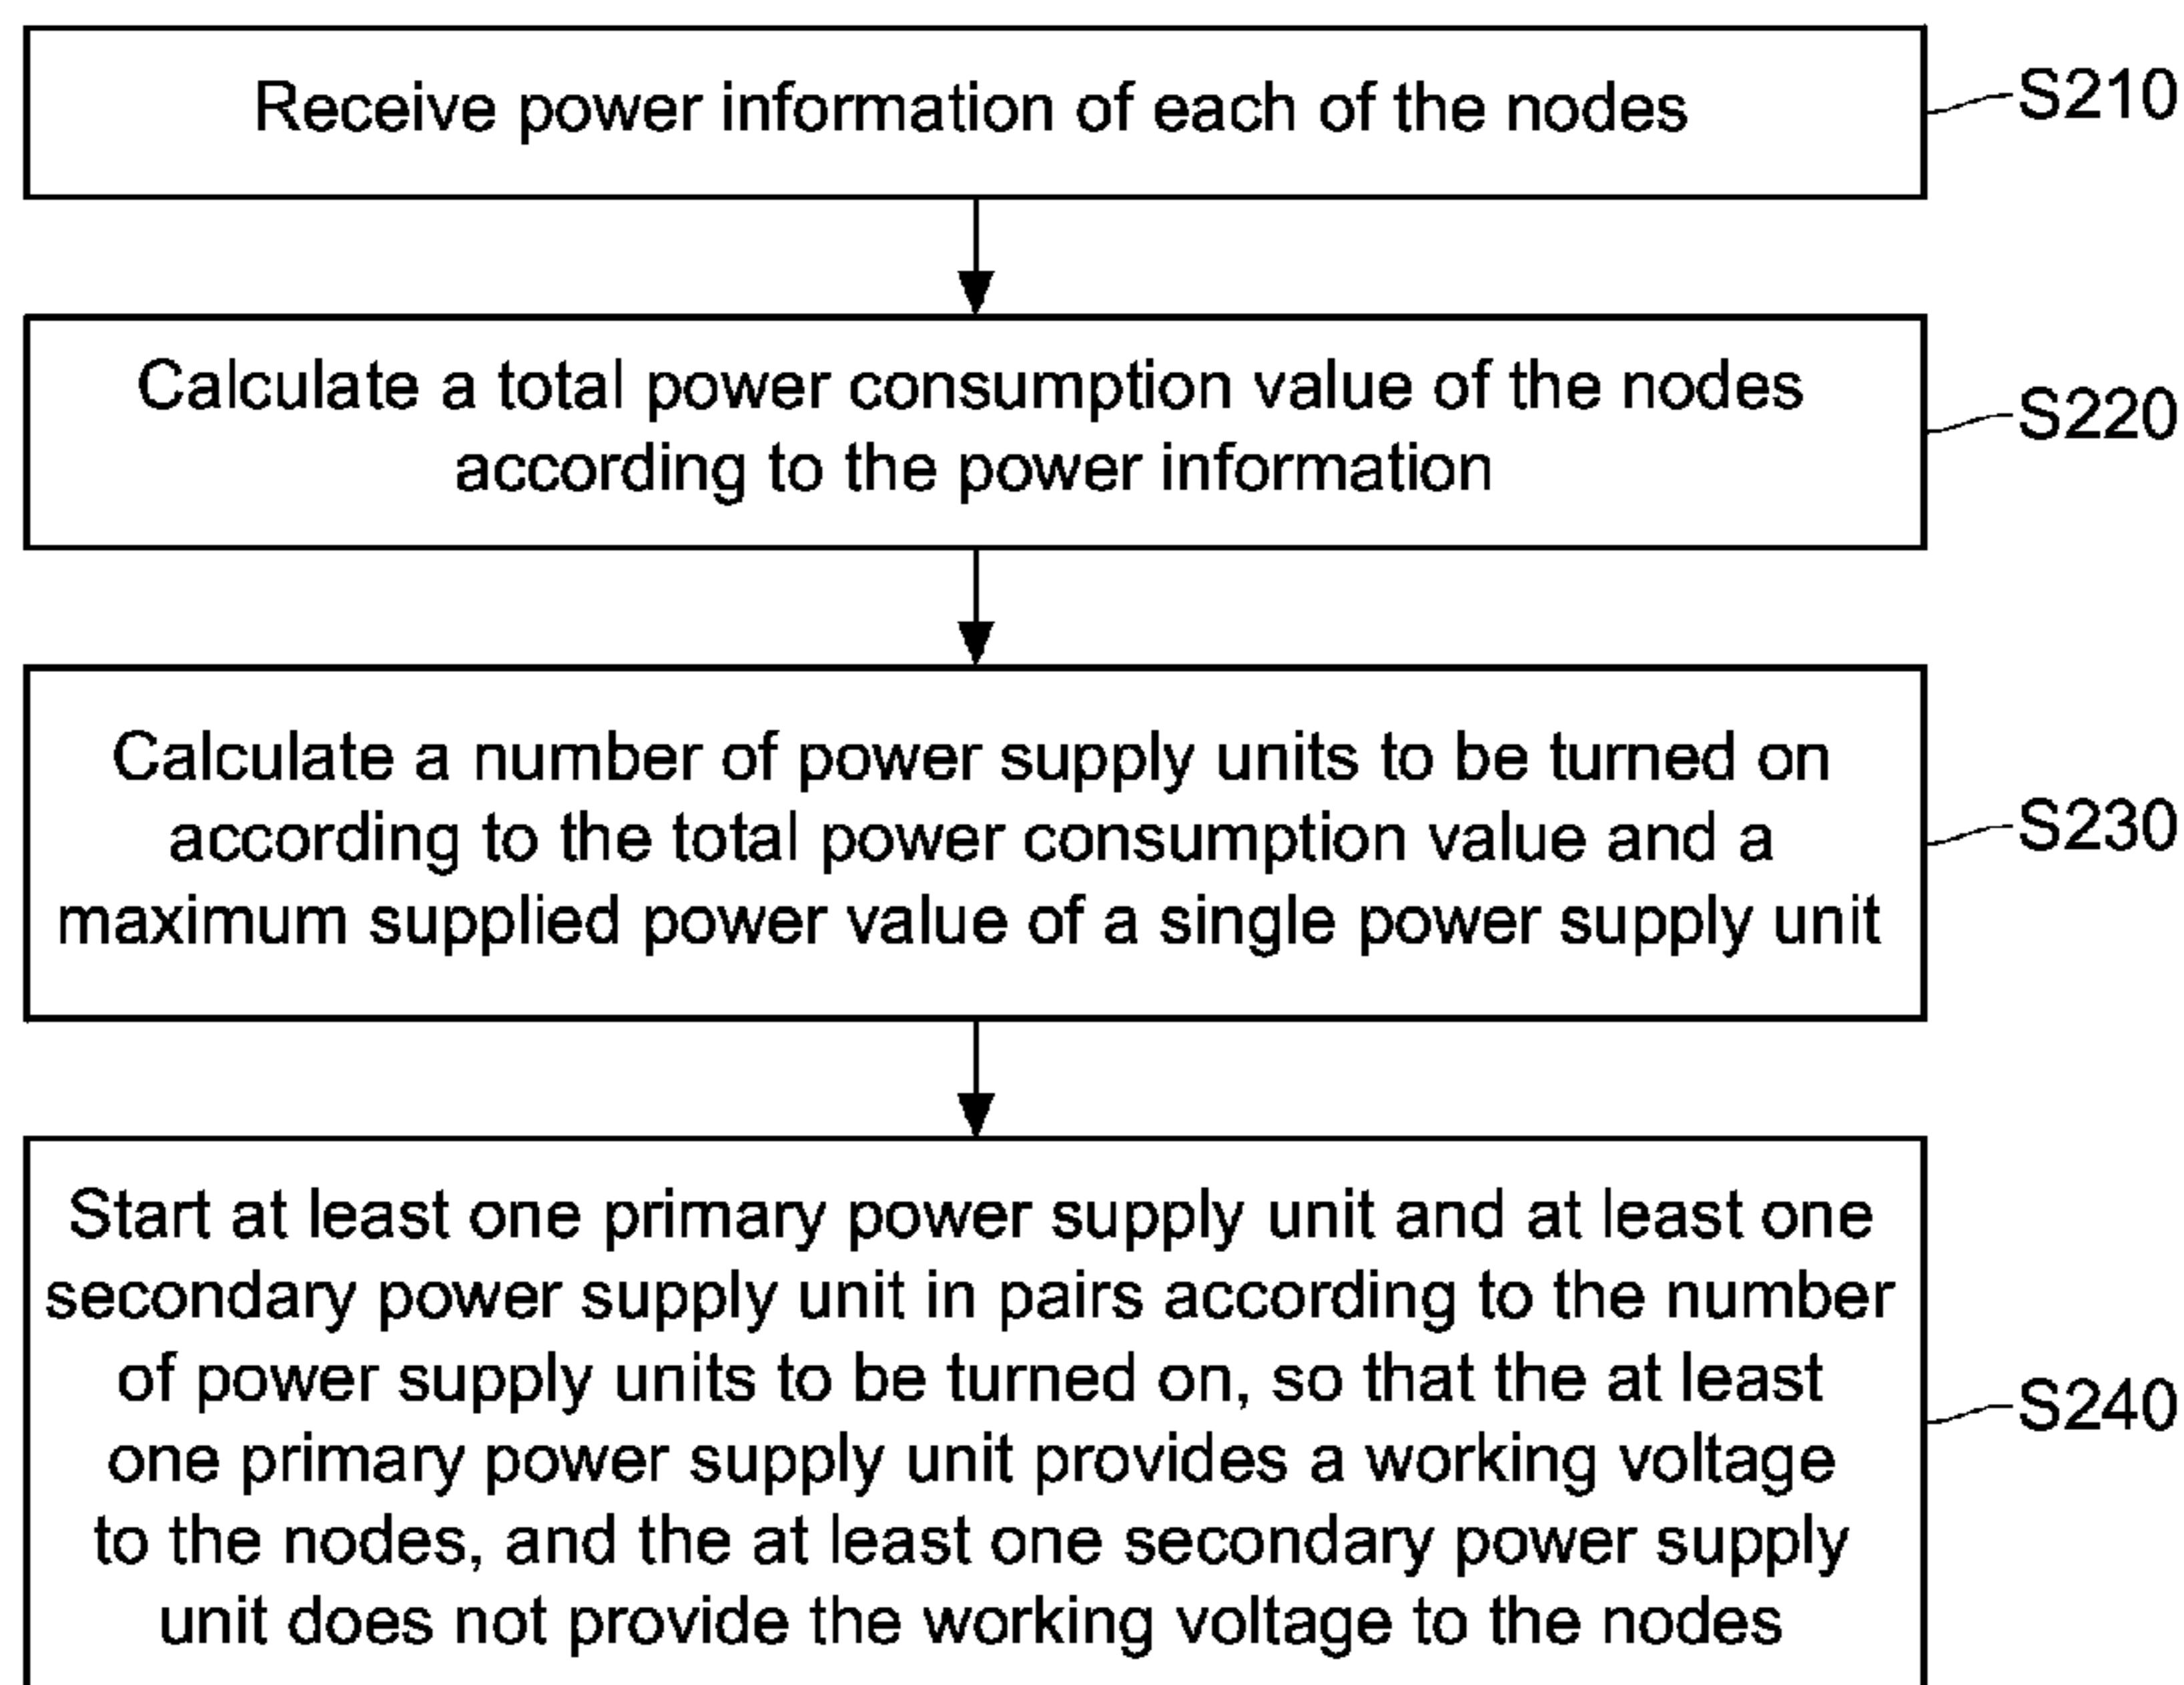 Receive power information of each of the nodes
S210
Calculate a total power consumption value of the nodes
according to the power information
S220
Calculate a number of power supply units to be turned on
according to the total power consumption value and a
maximum supplied power value of a single power supply unit
S230
Start at least one primary power supply unit and at least one
secondary power supply unit in pairs according to the number
of power supply units to be turned on, so that the at least
one primary power supply unit provides a working voltage
to the nodes, and the at least one secondary power supply
unit does not provide the working voltage to the nodes
S240